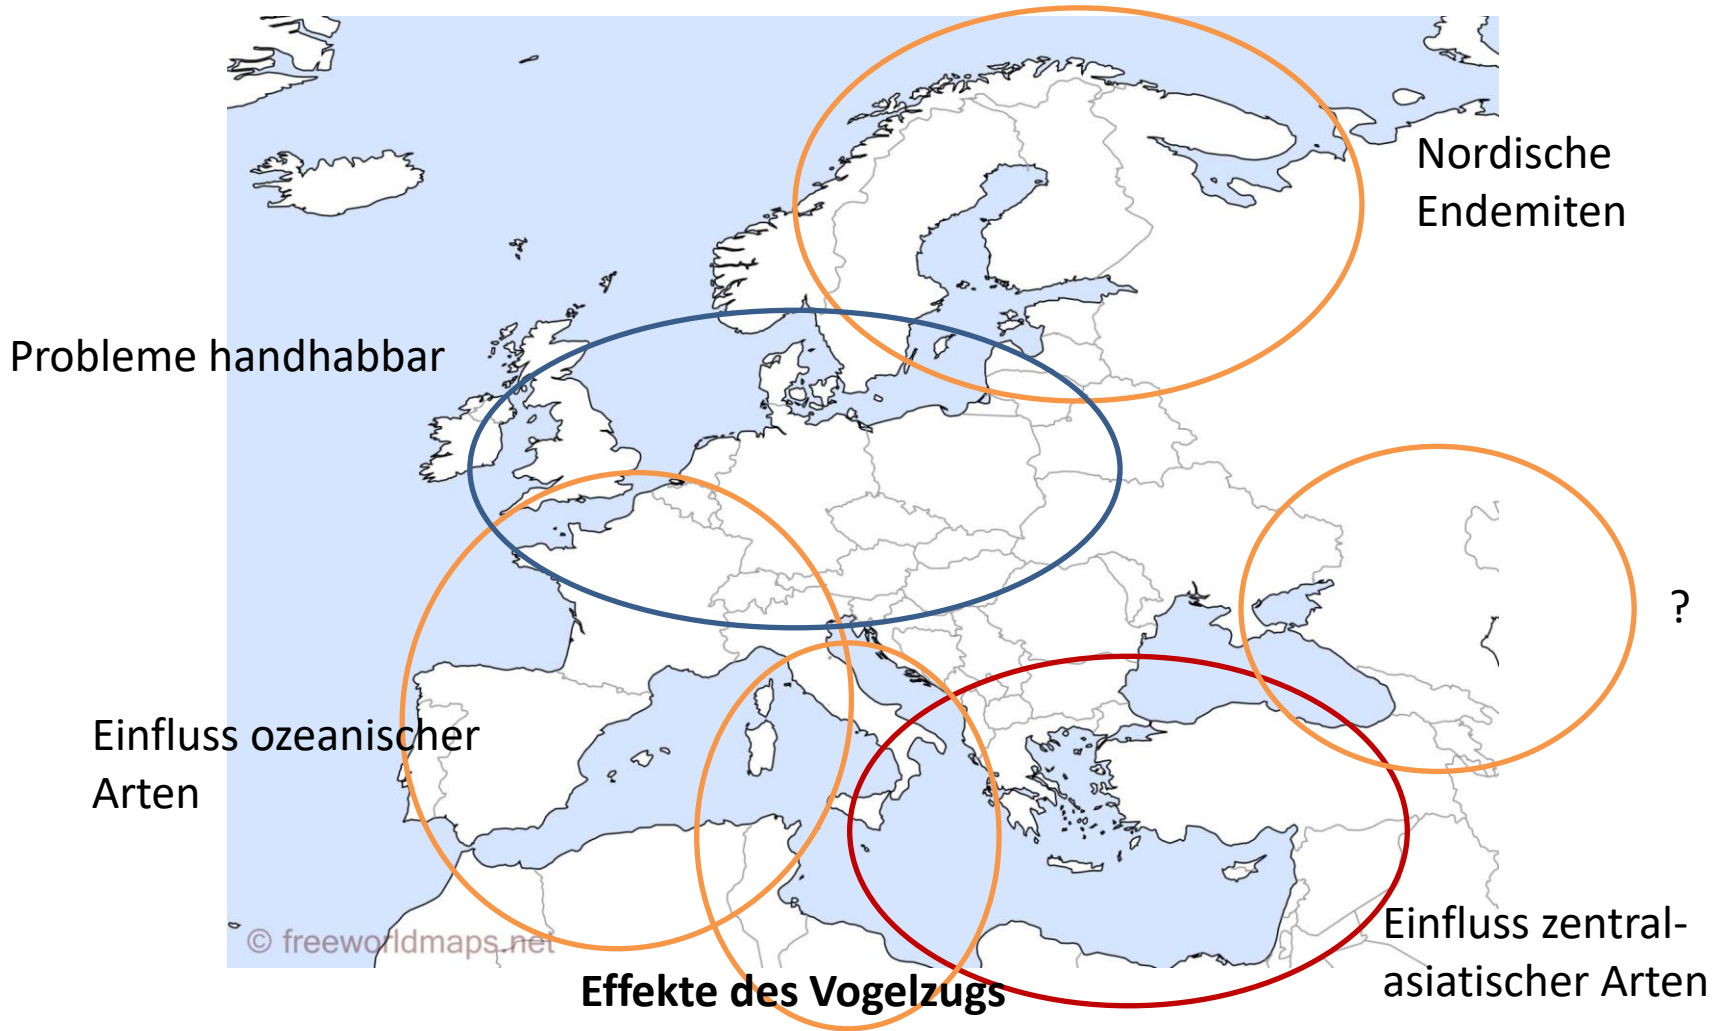 Nordische
Endemiten
Probleme handhabbar
?
Einfluss ozeanischer
Arten
Einfluss zentral-
asiatischer Arten
© freeworldmaps.net
Effekte des Vogelzugs